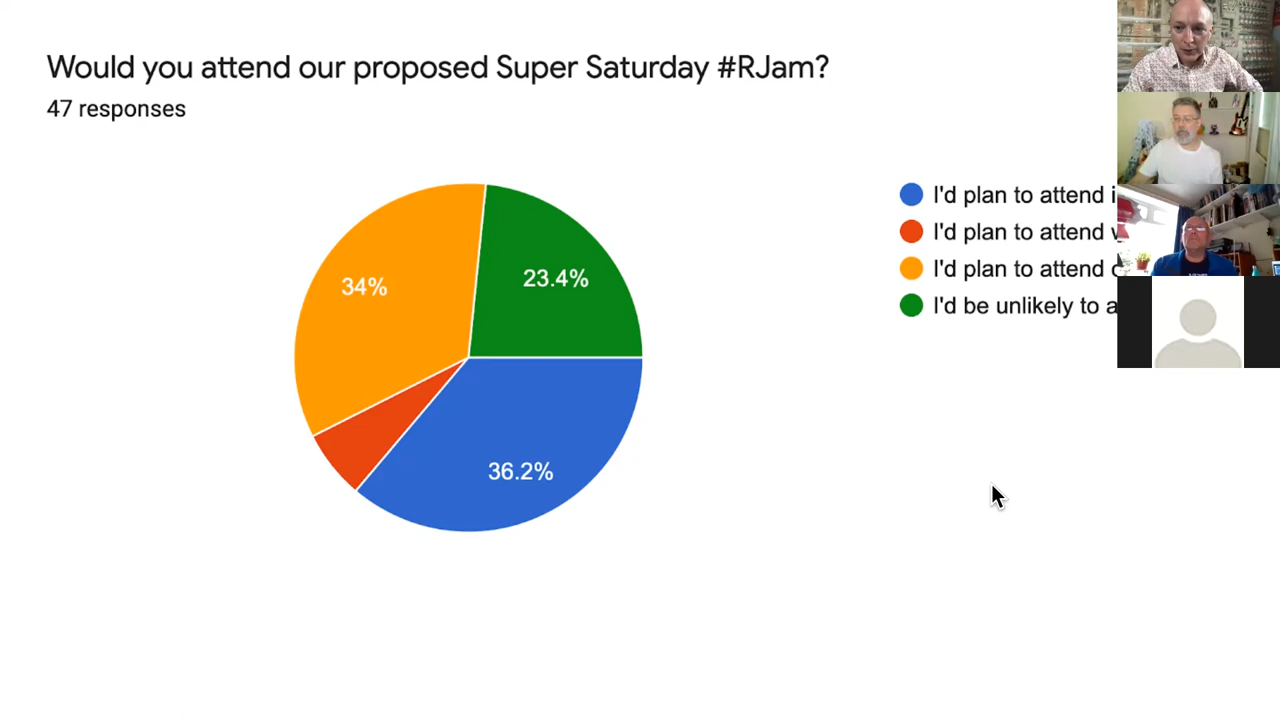 Would you attend our proposed Super Saturday #RJam?
47 responses
I'd plan to attend
I'd plan to attend
I'd plan to attend
I'd be unlikely to
34%
23.4%
36.2%